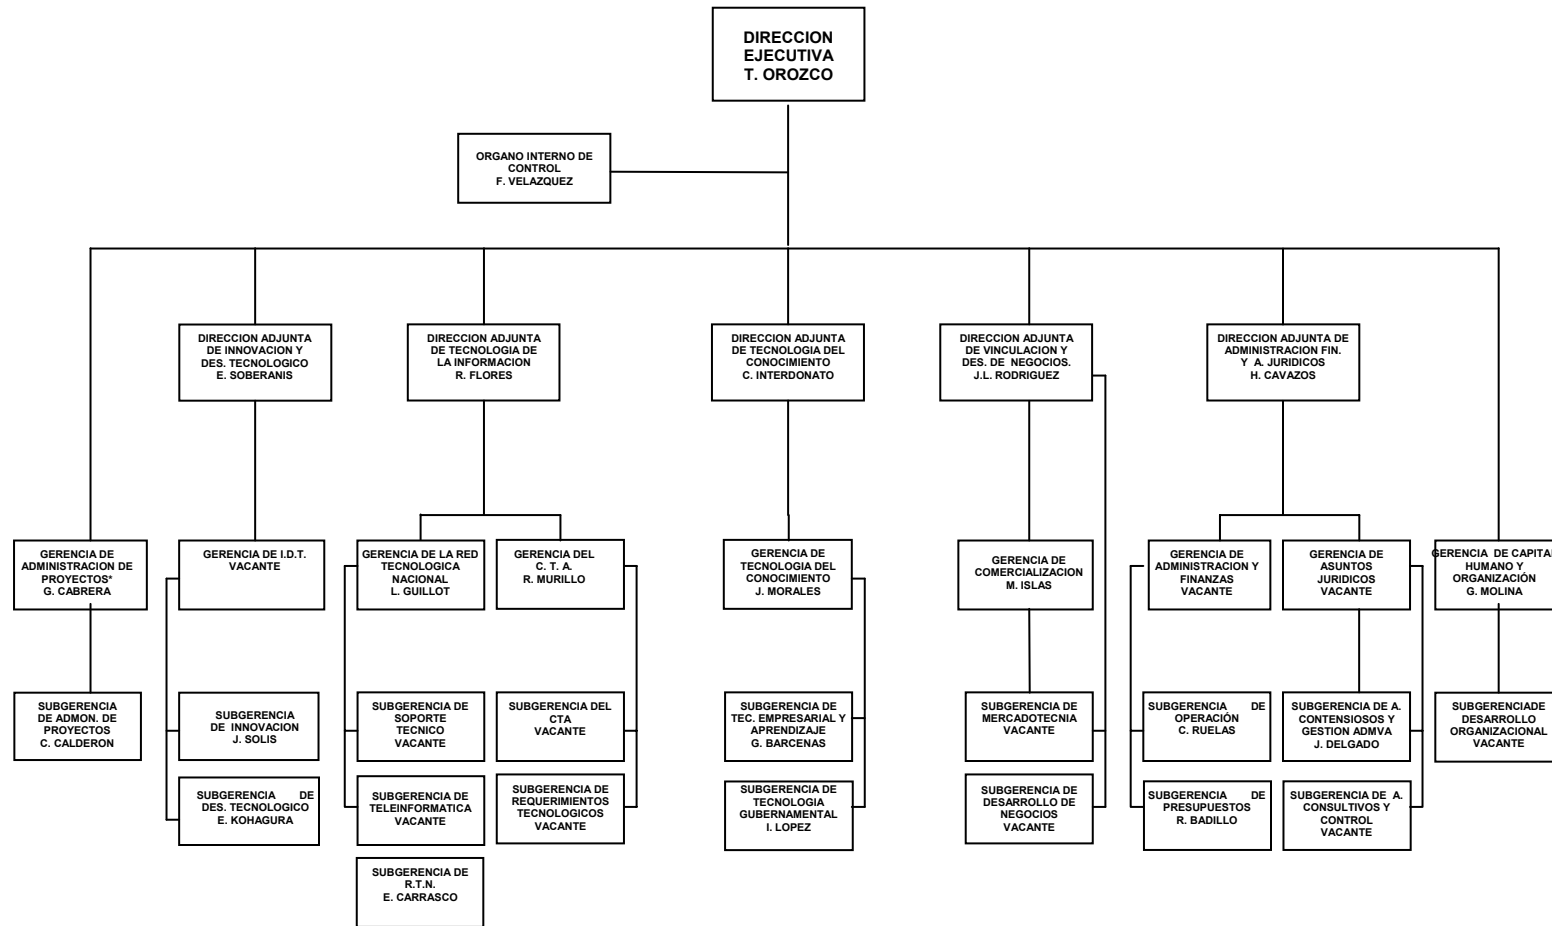 DIRECCION
EJECUTIVA
T. OROZCO
ORGANO INTERNO DE
CONTROL
F. VELAZQUEZ
DIRECCION ADJUNTA
DE INNOVACION Y
DES. TECNOLOGICO
E. SOBERANIS
DIRECCION ADJUNTA
DE TECNOLOGIA DE
LA INFORMACION
R. FLORES
DIRECCION ADJUNTA
DE TECNOLOGIA DEL
CONOCIMIENTO
C. INTERDONATO
DIRECCION ADJUNTA
DE VINCULACION Y
DES. DE NEGOCIOS.
J.L. RODRIGUEZ
DIRECCION ADJUNTA DE
ADMINISTRACION FIN.
Y A. JURIDICOS
H. CAVAZOS
GERENCIA DE
ADMINISTRACION DE
PROYECTOS*
G. CABRERA
GERENCIA DE I.D.T.
VACANTE
GERENCIA DE LA RED
TECNOLOGICA
NACIONAL
L. GUILLOT
GERENCIA DEL
C. T. A.
R. MURILLO
GERENCIA DE
TECNOLOGIA DEL
CONOCIMIENTO
J. MORALES
GERENCIA DE
COMERCIALIZACION
M. ISLAS
GERENCIA DE
ADMINISTRACION Y
FINANZAS
VACANTE
GERENCIA DE
ASUNTOS
JURIDICOS
VACANTE
GERENCIA DE CAPITAL
HUMANO Y
ORGANIZACIÓN
G. MOLINA
SUBGERENCIA
DE ADMON. DE
PROYECTOS
C. CALDERON
SUBGERENCIA
DE INNOVACION
J. SOLIS
SUBGERENCIA DE
SOPORTE
TECNICO
VACANTE
SUBGERENCIA DEL
CTA
VACANTE
SUBGERENCIA DE
TEC. EMPRESARIAL Y
APRENDIZAJE
G. BARCENAS
SUBGERENCIA DE
MERCADOTECNIA
VACANTE
SUBGERENCIA DE
OPERACIÓN
C. RUELAS
SUBGERENCIA DE A.
CONTENSIOSOS Y
GESTION ADMVA
J. DELGADO
SUBGERENCIADE
DESARROLLO
ORGANIZACIONAL
VACANTE
SUBGERENCIA DE
DES. TECNOLOGICO
E. KOHAGURA
SUBGERENCIA DE
TELEINFORMATICA
VACANTE
SUBGERENCIA DE
REQUERIMIENTOS
TECNOLOGICOS
VACANTE
SUBGERENCIA DE
TECNOLOGIA
GUBERNAMENTAL
I. LOPEZ
SUBGERENCIA DE
DESARROLLO DE
NEGOCIOS
VACANTE
SUBGERENCIA DE
PRESUPUESTOS
R. BADILLO
SUBGERENCIA DE A.
CONSULTIVOS Y
CONTROL
VACANTE
SUBGERENCIA DE
R.T.N.
E. CARRASCO